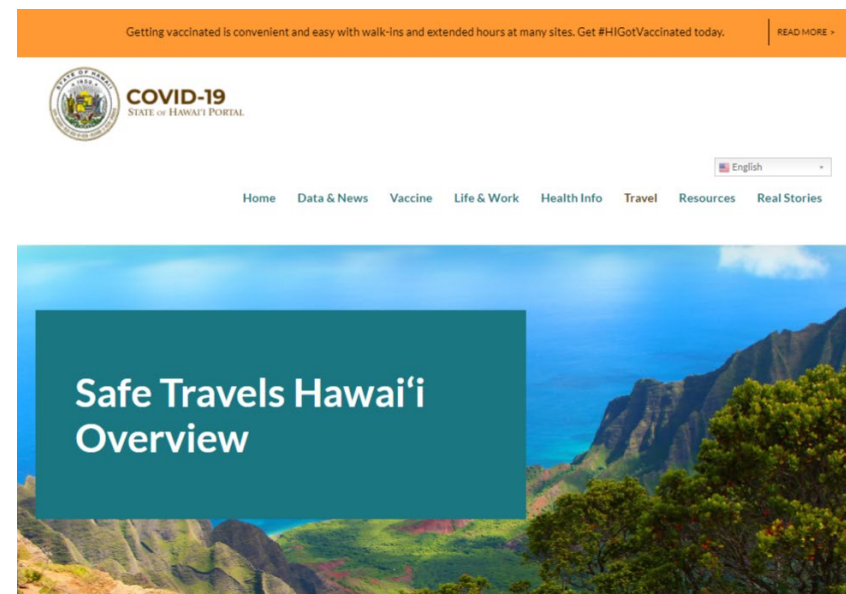 Getting vaccinated is convenient and easy with walk-ins and extended hours at many sites. Get #HIGotVaccinated today.
READ MORE >
COVID-19
STATE OF HAWAIʻI PORTAL
English
Home Data & News Vaccine Life & Work Health Info Travel Resources Real Stories
Safe Travels Hawaiʻi
Overview